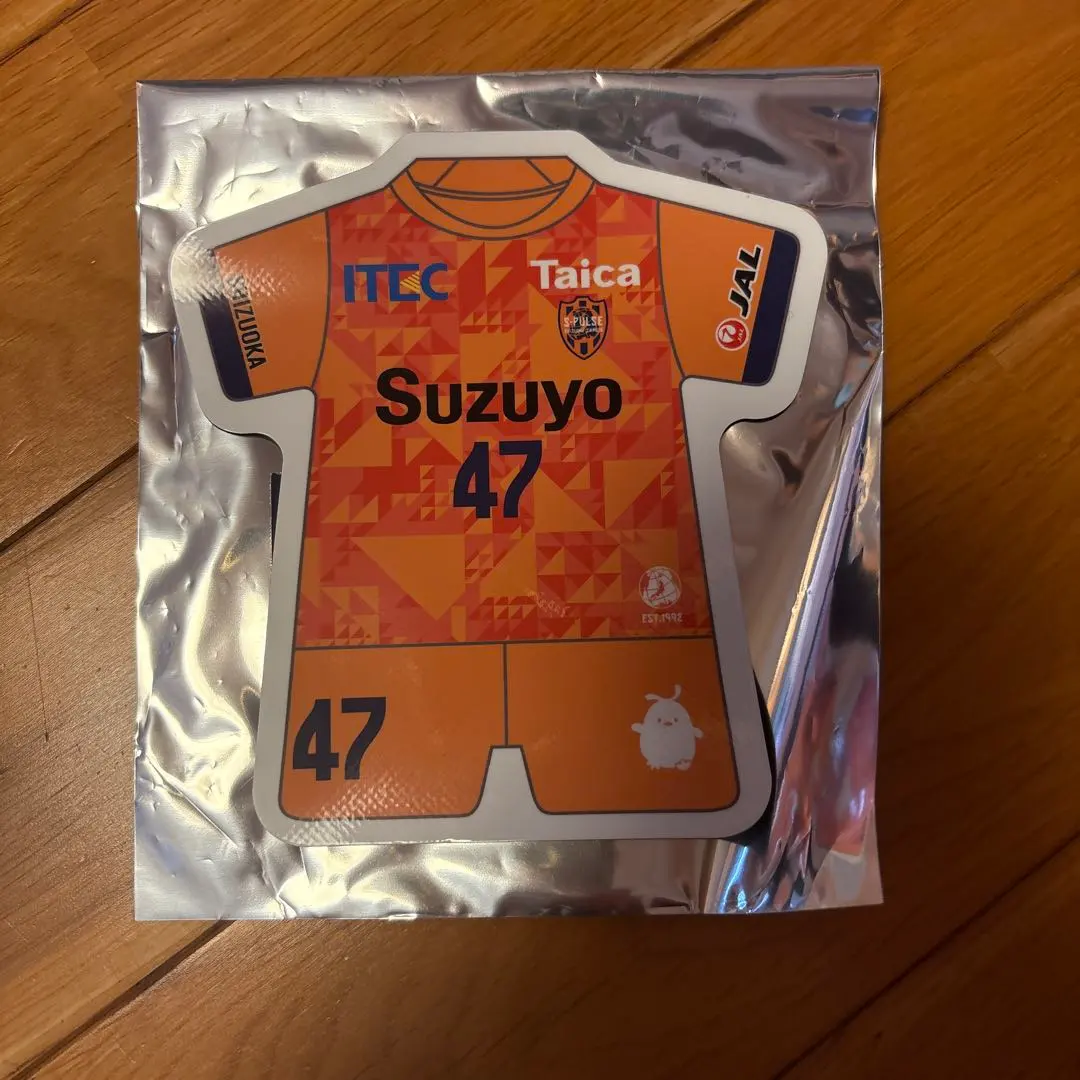 ITEC
Taica
S-PULSE
SHIZUOKA
JAL
Suzuyo
47
EST.1992
47